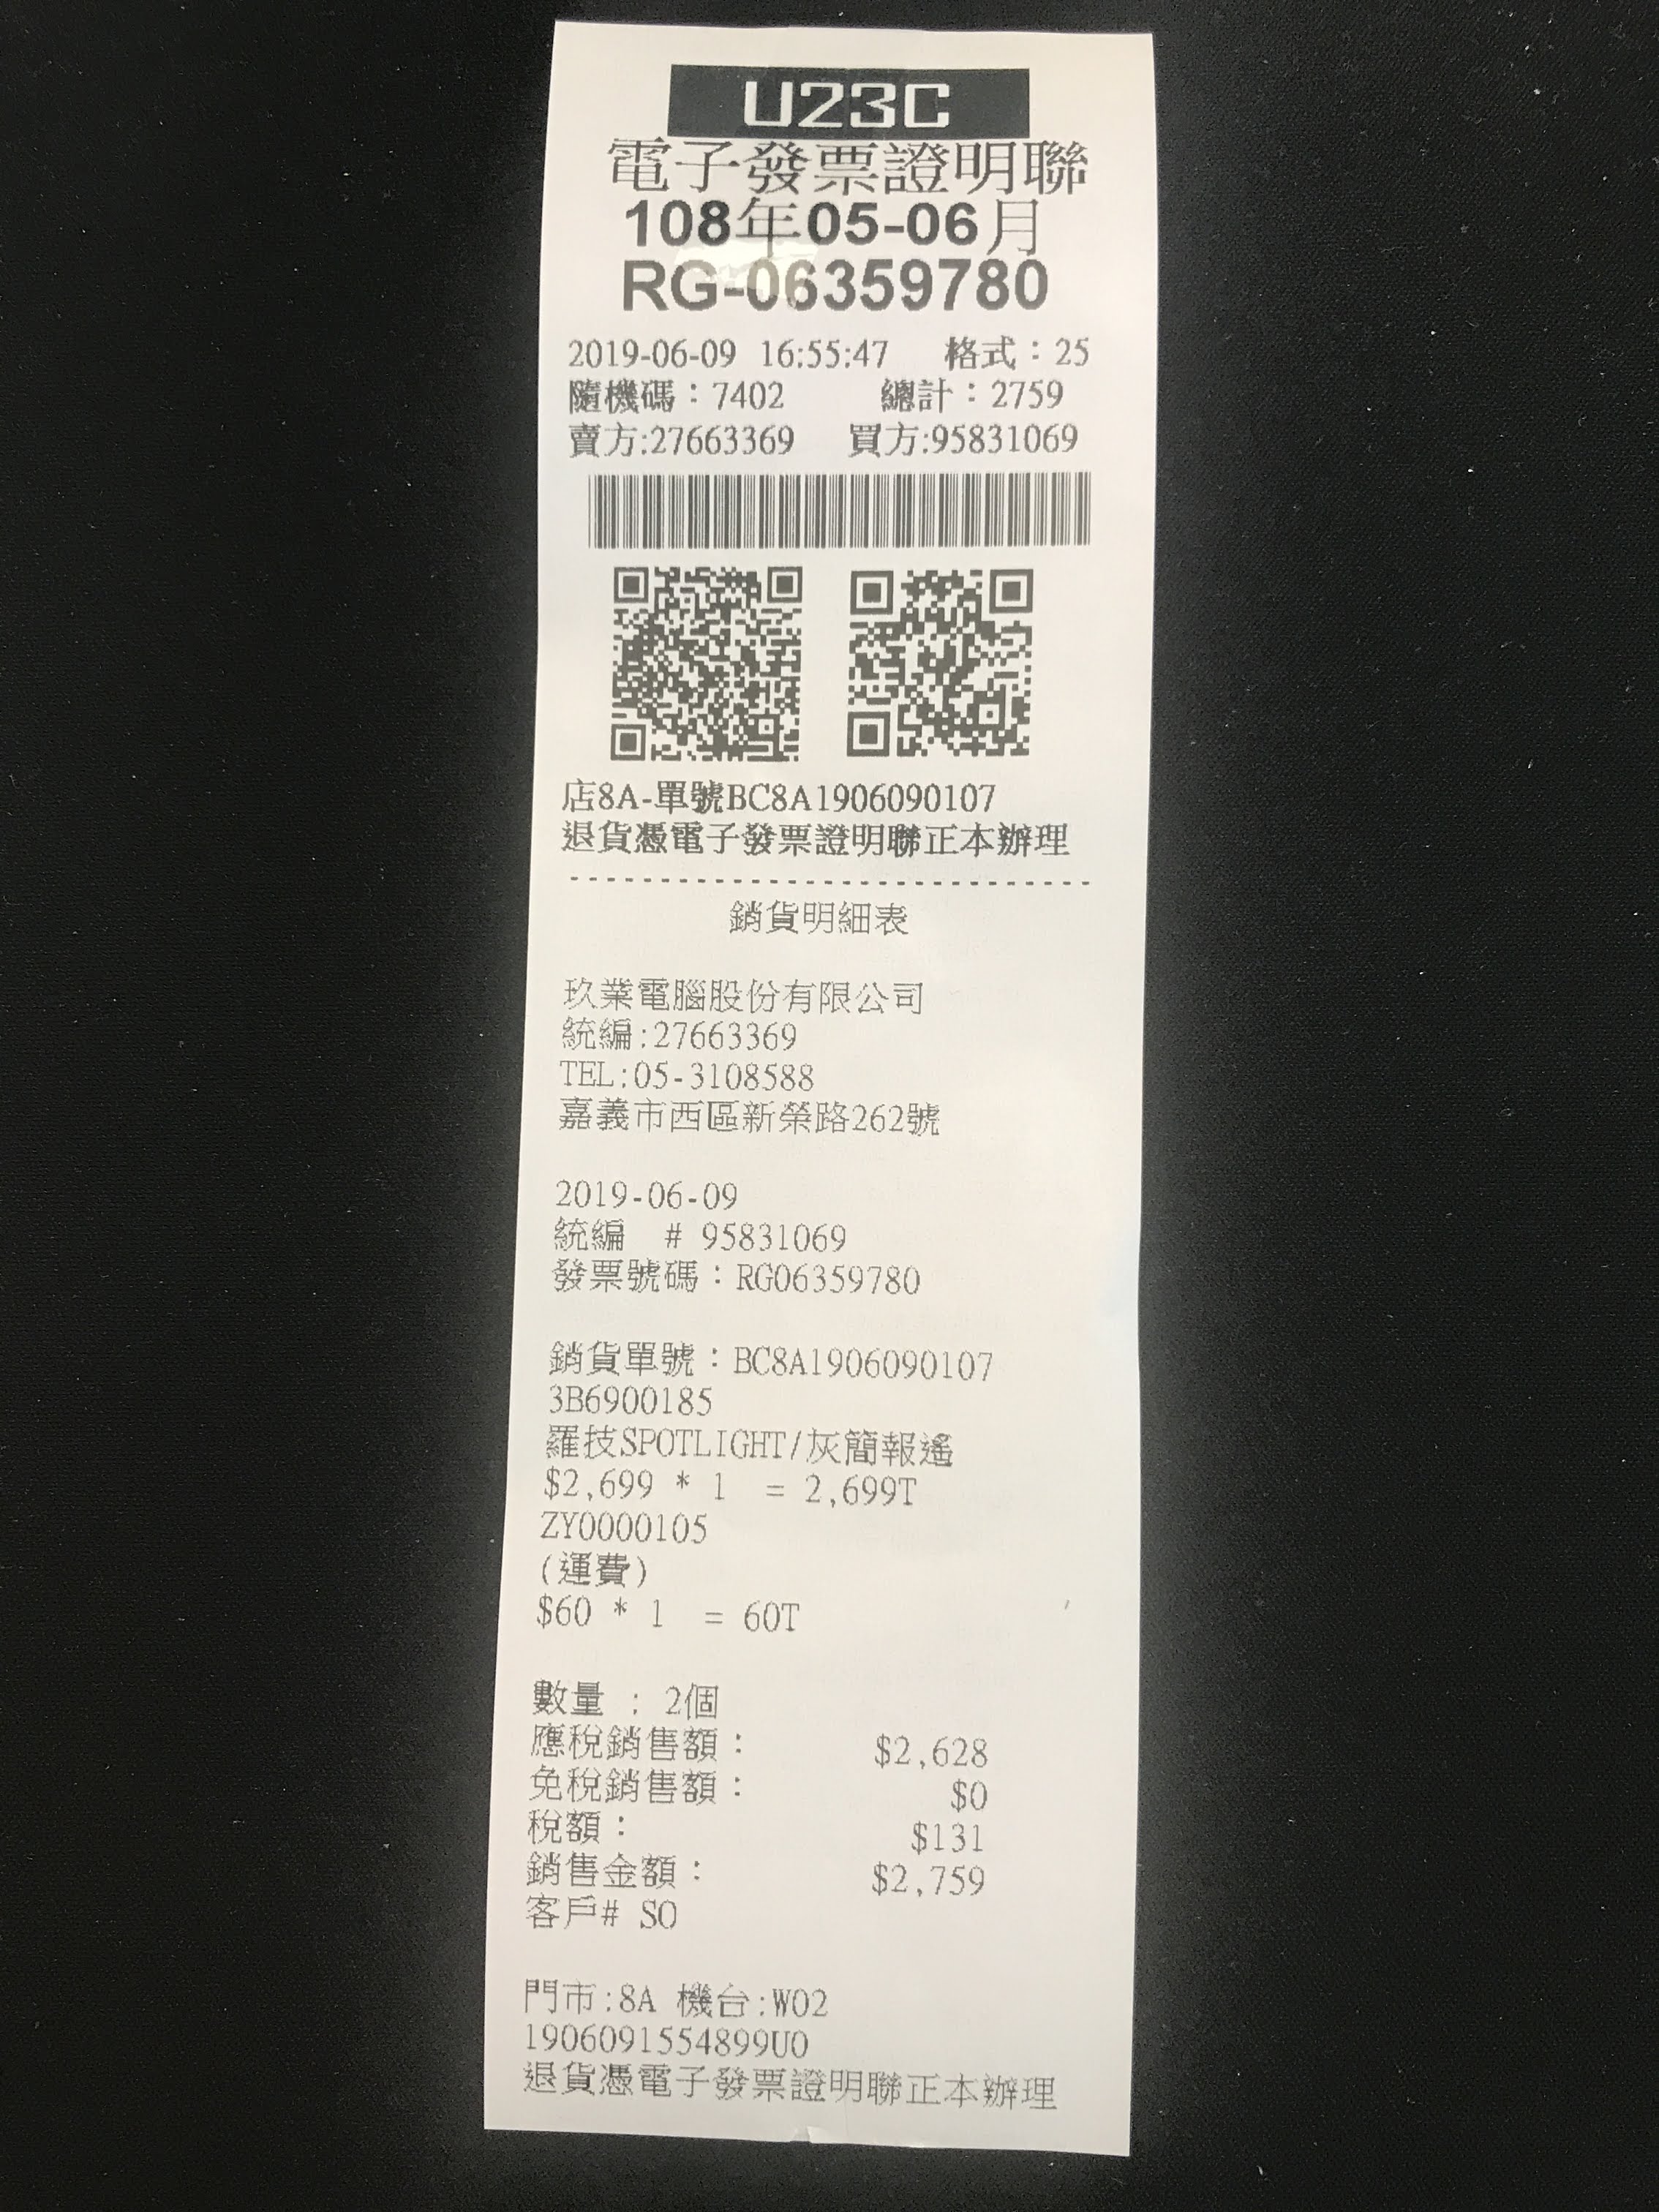 U23C
電子發票證明聯
108年05-06月
RG-06359780
2019-06-09 16:55:47 格式：25
隨機碼：7402 總計：2759
賣方:27663369 買方:95831069
店8A-單號BC8A1906090107
退貨憑電子發票證明聯正本辦理
銷貨明細表
玖業電腦股份有限公司
統編:27663369
TEL:05-3108588
嘉義市西區新榮路262號
2019-06-09
統編 # 95831069
發票號碼：RG06359780
銷貨單號：BC8A1906090107
3B6900185
羅技SPOTLIGHT/灰簡報遙
$2,699 * 1 = 2,699T
ZY0000105
(運費)
$60 * 1 = 60T
數量 : 2個
應稅銷售額： $2,628
免稅銷售額： $0
稅額： $131
銷售金額： $2,759
客戶# SO
門市:8A 機台:W02
1906091554899U0
退貨憑電子發票證明聯正本辦理